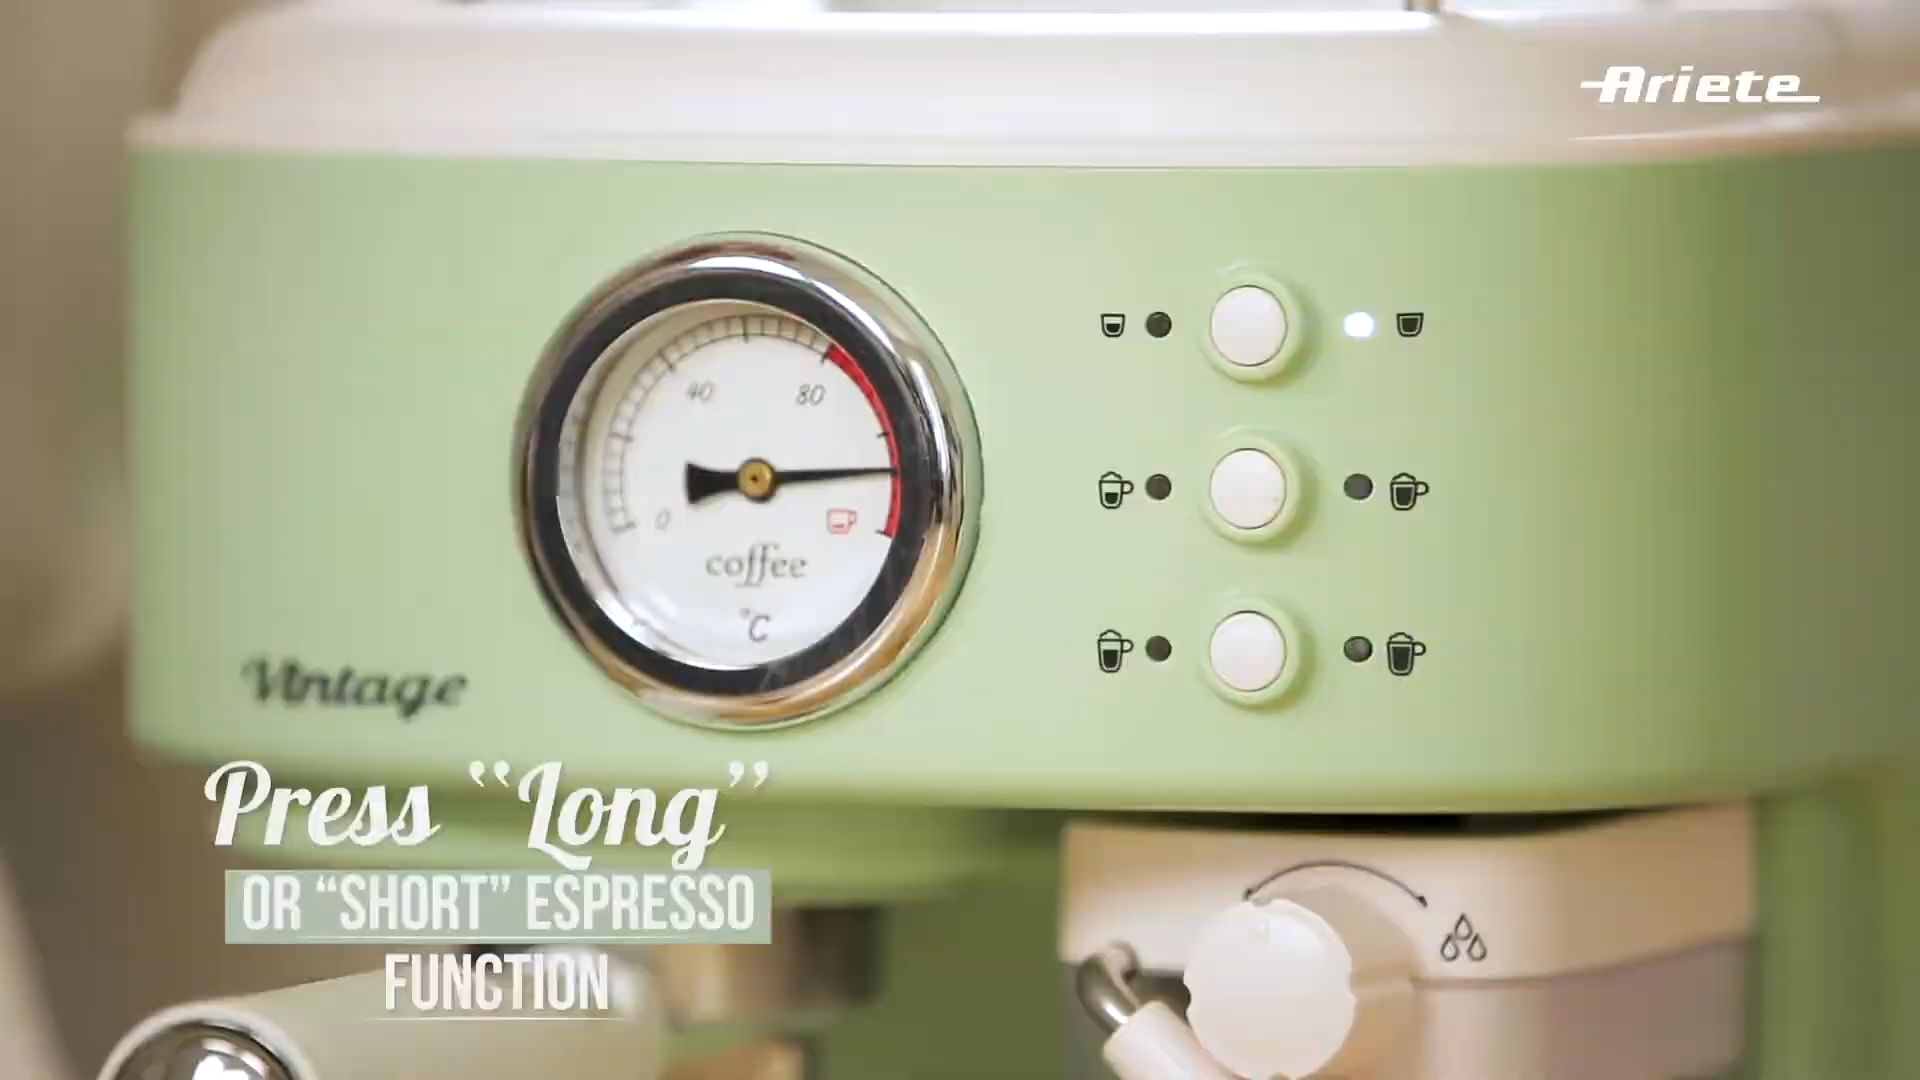 Ariete
40
80
0
coffee
°C
Vintage
Press “Long”
OR “SHORT” ESPRESSO
FUNCTION